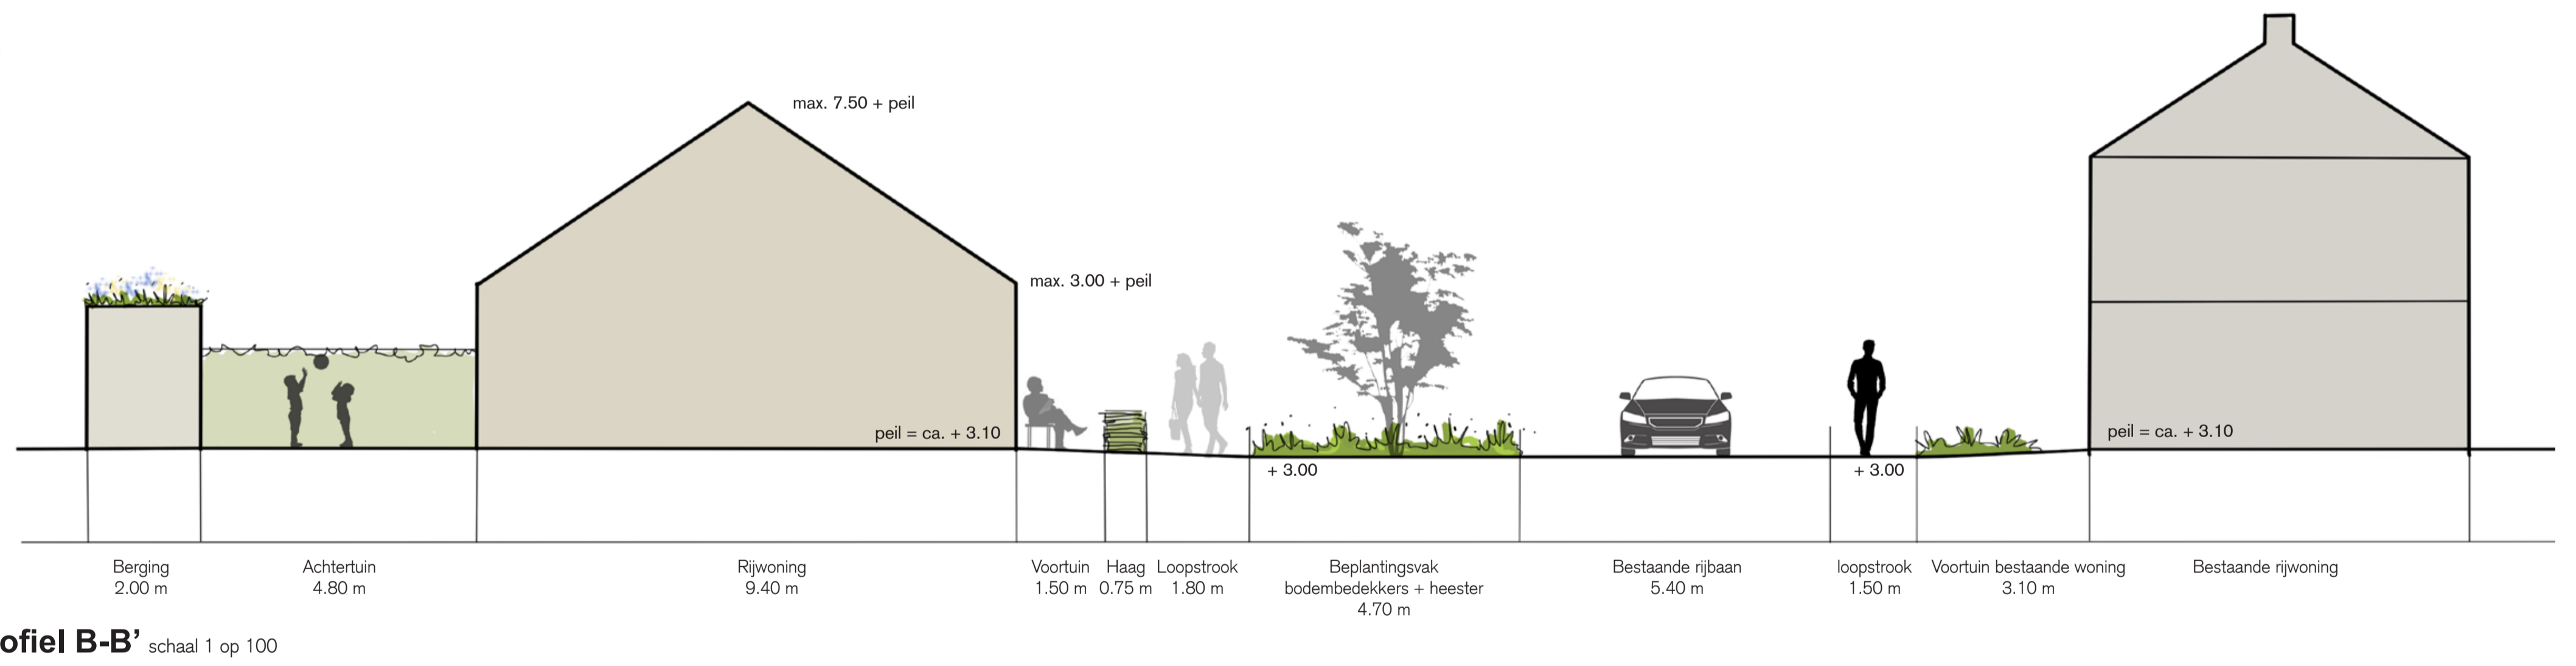 max. 7.50 + peil
max. 3.00 + peil
peil = ca. + 3.10
peil = ca. + 3.10
+ 3.00
+ 3.00
Berging
2.00 m
Achtertuin
4.80 m
Rijwoning
9.40 m
Voortuin
1.50 m
Haag
0.75 m
Loopstrook
1.80 m
Beplantingsvak
bodembedekkers + heester
4.70 m
Bestaande rijbaan
5.40 m
loopstrook
1.50 m
Voortuin bestaande woning
3.10 m
Bestaande rijwoning
ofiel B-B’ schaal 1 op 100